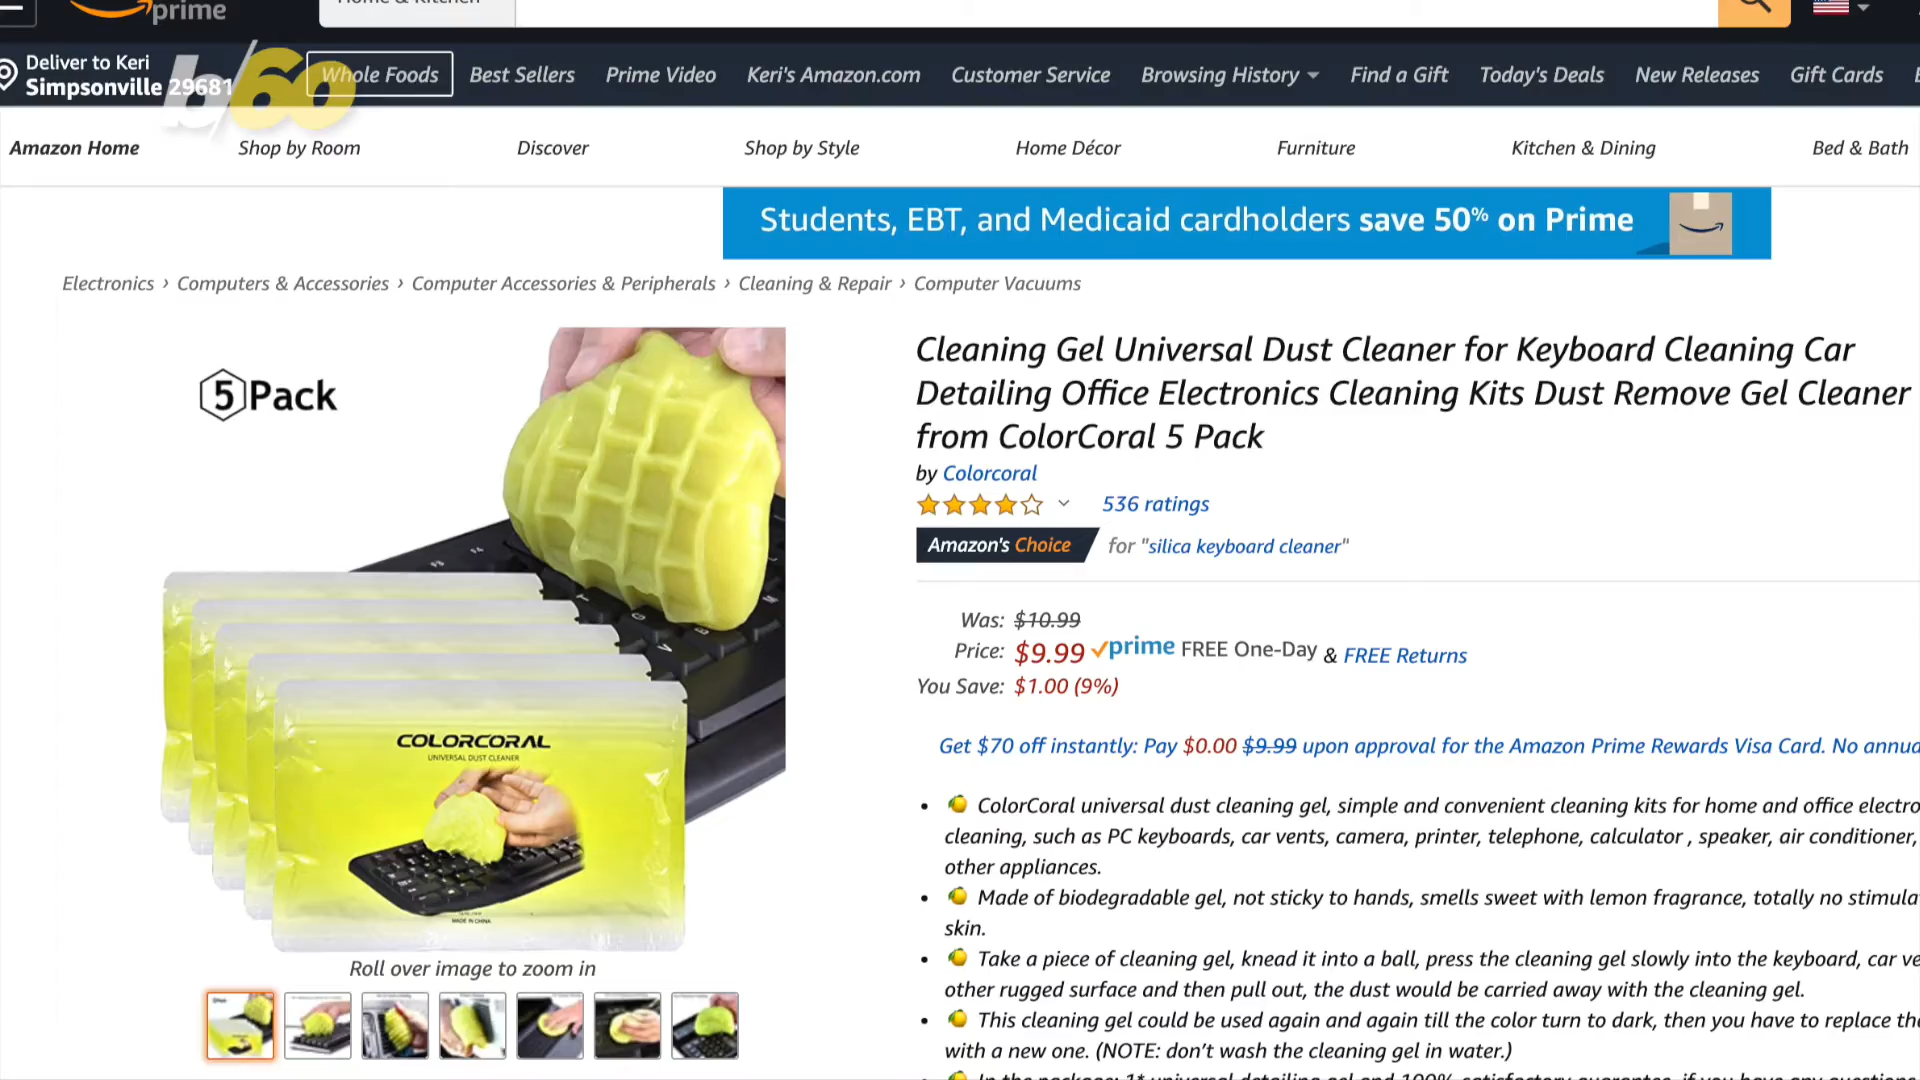 prime
Deliver to Keri
Simpsonville 29681
b/60
Whole Foods
Best Sellers
Prime Video
Keri's Amazon.com
Customer Service
Browsing History
Find a Gift
Today's Deals
New Releases
Gift Cards
Amazon Home
Shop by Room
Discover
Shop by Style
Home Décor
Furniture
Kitchen & Dining
Bed & Bath
Students, EBT, and Medicaid cardholders save 50% on Prime
Electronics › Computers & Accessories › Computer Accessories & Peripherals › Cleaning & Repair › Computer Vacuums
5 Pack
COLORCORAL
UNIVERSAL DUST CLEANER
MADE IN CHINA
Roll over image to zoom in
Cleaning Gel Universal Dust Cleaner for Keyboard Cleaning Car
Detailing Office Electronics Cleaning Kits Dust Remove Gel Cleaner
from ColorCoral 5 Pack
by Colorcoral
536 ratings
Amazon's Choice for "silica keyboard cleaner"
Was: $10.99
Price: $9.99 prime FREE One-Day & FREE Returns
You Save: $1.00 (9%)
Get $70 off instantly: Pay $0.00 $9.99 upon approval for the Amazon Prime Rewards Visa Card. No annua
• ColorCoral universal dust cleaning gel, simple and convenient cleaning kits for home and office electro
cleaning, such as PC keyboards, car vents, camera, printer, telephone, calculator , speaker, air conditioner,
other appliances.
• Made of biodegradable gel, not sticky to hands, smells sweet with lemon fragrance, totally no stimula
skin.
• Take a piece of cleaning gel, knead it into a ball, press the cleaning gel slowly into the keyboard, car ve
other rugged surface and then pull out, the dust would be carried away with the cleaning gel.
• This cleaning gel could be used again and again till the color turn to dark, then you have to replace the
with a new one. (NOTE: don't wash the cleaning gel in water.)